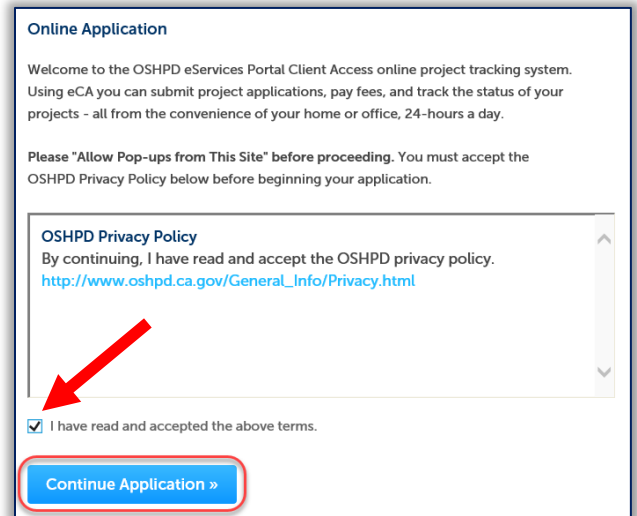 Online Application
Welcome to the OSHPD eServices Portal Client Access online project tracking system.
Using eCA you can submit project applications, pay fees, and track the status of your
projects - all from the convenience of your home or office, 24-hours a day.
Please "Allow Pop-ups from This Site" before proceeding. You must accept the
OSHPD Privacy Policy below before beginning your application.
OSHPD Privacy Policy
By continuing, I have read and accept the OSHPD privacy policy.
http://www.oshpd.ca.gov/General_Info/Privacy.html
I have read and accepted the above terms.
Continue Application »